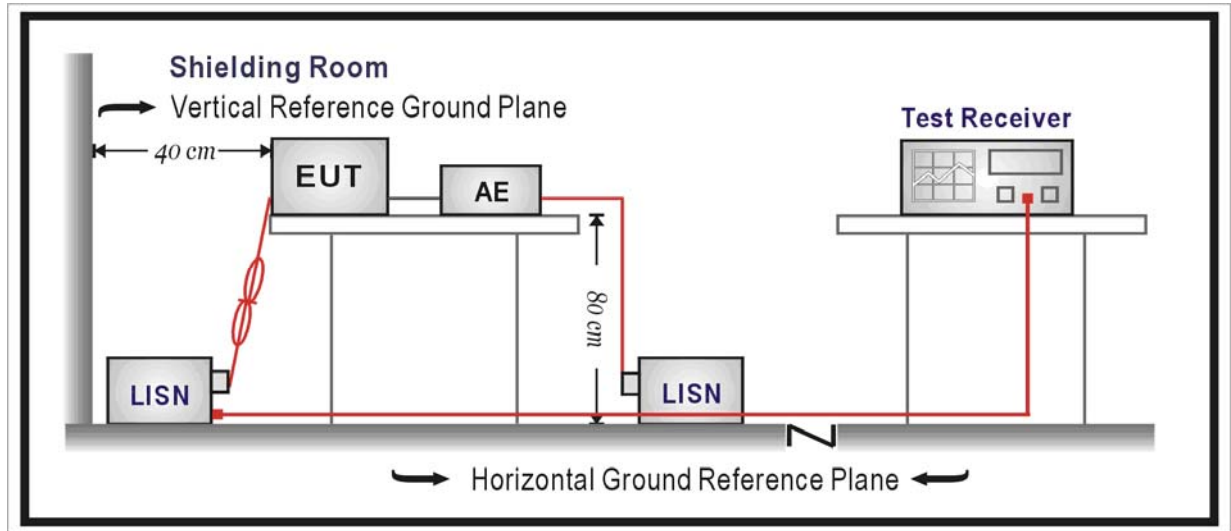 Shielding Room
Vertical Reference Ground Plane
40 cm
Test Receiver
EUT
AE
80 cm
LISN
LISN
Horizontal Ground Reference Plane